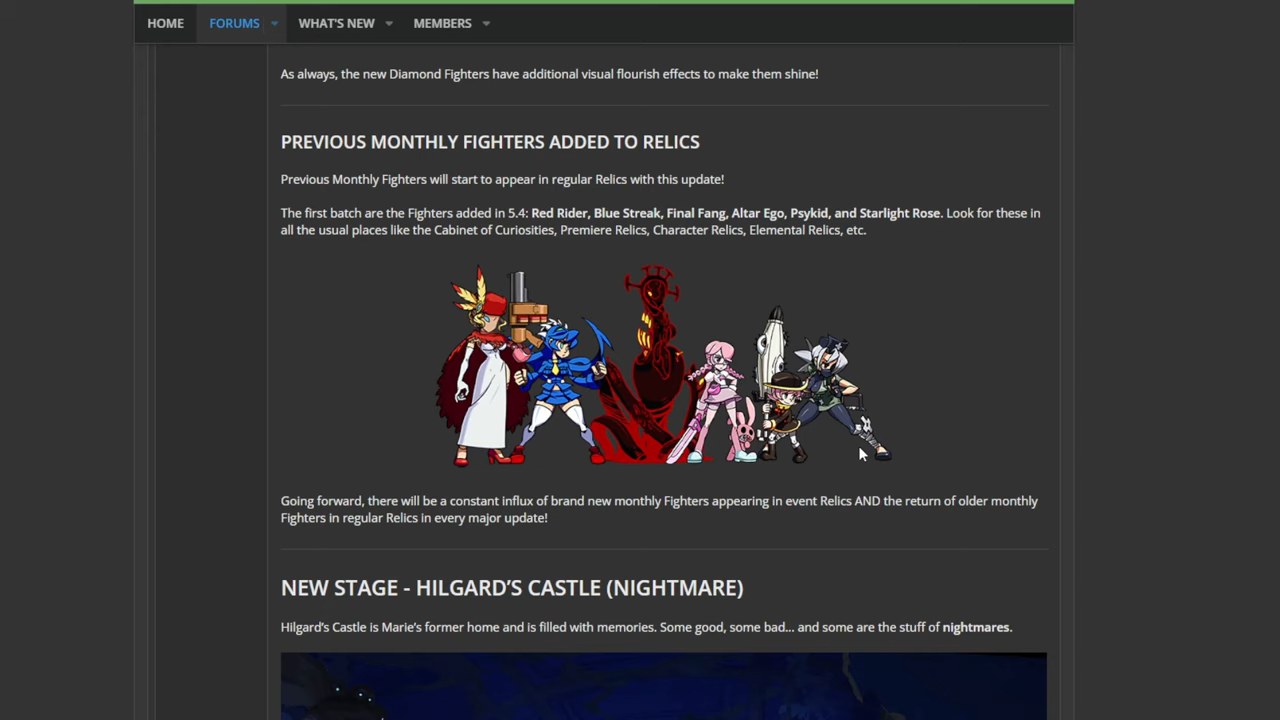 HOME FORUMS WHAT'S NEW MEMBERS
As always, the new Diamond Fighters have additional visual flourish effects to make them shine!
PREVIOUS MONTHLY FIGHTERS ADDED TO RELICS
Previous Monthly Fighters will start to appear in regular Relics with this update!
The first batch are the Fighters added in 5.4: Red Rider, Blue Streak, Final Fang, Altar Ego, Psykid, and Starlight Rose. Look for these in
all the usual places like the Cabinet of Curiosities, Premiere Relics, Character Relics, Elemental Relics, etc.
Going forward, there will be a constant influx of brand new monthly Fighters appearing in event Relics AND the return of older monthly
Fighters in regular Relics in every major update!
NEW STAGE - HILGARD’S CASTLE (NIGHTMARE)
Hilgard’s Castle is Marie’s former home and is filled with memories. Some good, some bad... and some are the stuff of nightmares.